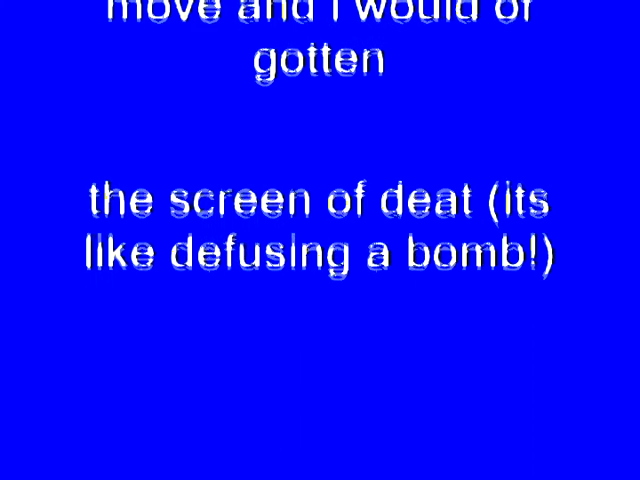 move and i would of
gotten
the screen of deat (its
like defusing a bomb!)